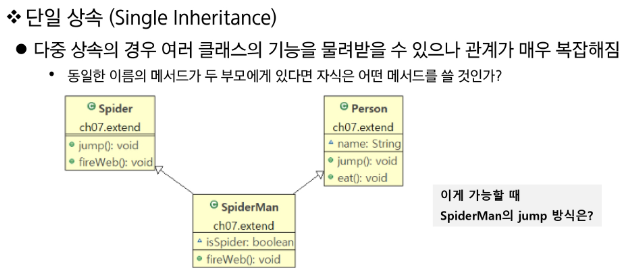 ❖ 단일 상속 (Single Inheritance)
● 다중 상속의 경우 여러 클래스의 기능을 물려받을 수 있으나 관계가 매우 복잡해짐
• 동일한 이름의 메서드가 두 부모에게 있다면 자식은 어떤 메서드를 쓸 것인가?
C Spider
ch07.extend
jump(): void
fireWeb(): void
C Person
ch07.extend
name: String
jump(): void
eat(): void
C SpiderMan
ch07.extend
isSpider: boolean
fireWeb(): void
이게 가능할 때
SpiderMan의 jump 방식은?